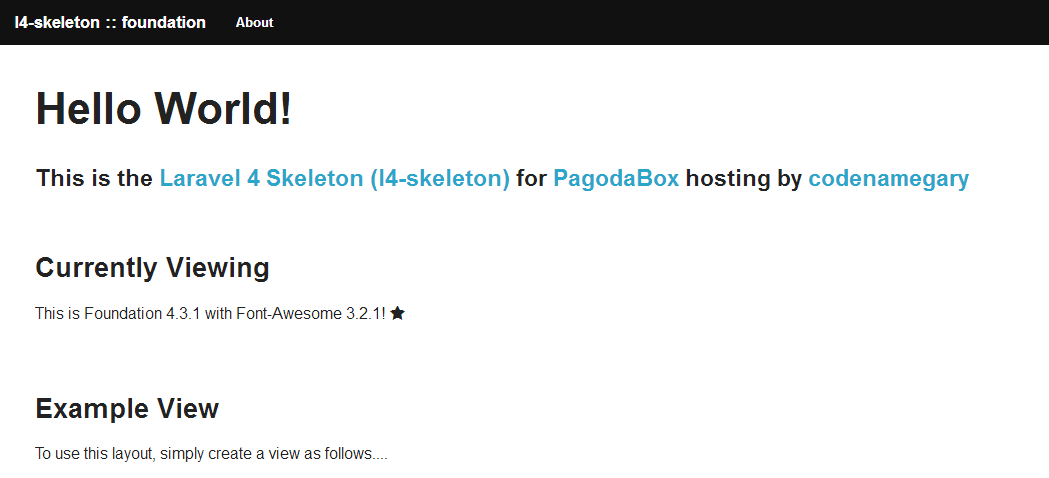 l4-skeleton :: foundation About
Hello World!
This is the Laravel 4 Skeleton (l4-skeleton) for PagodaBox hosting by codenamegary
Currently Viewing
This is Foundation 4.3.1 with Font-Awesome 3.2.1! ★
Example View
To use this layout, simply create a view as follows....